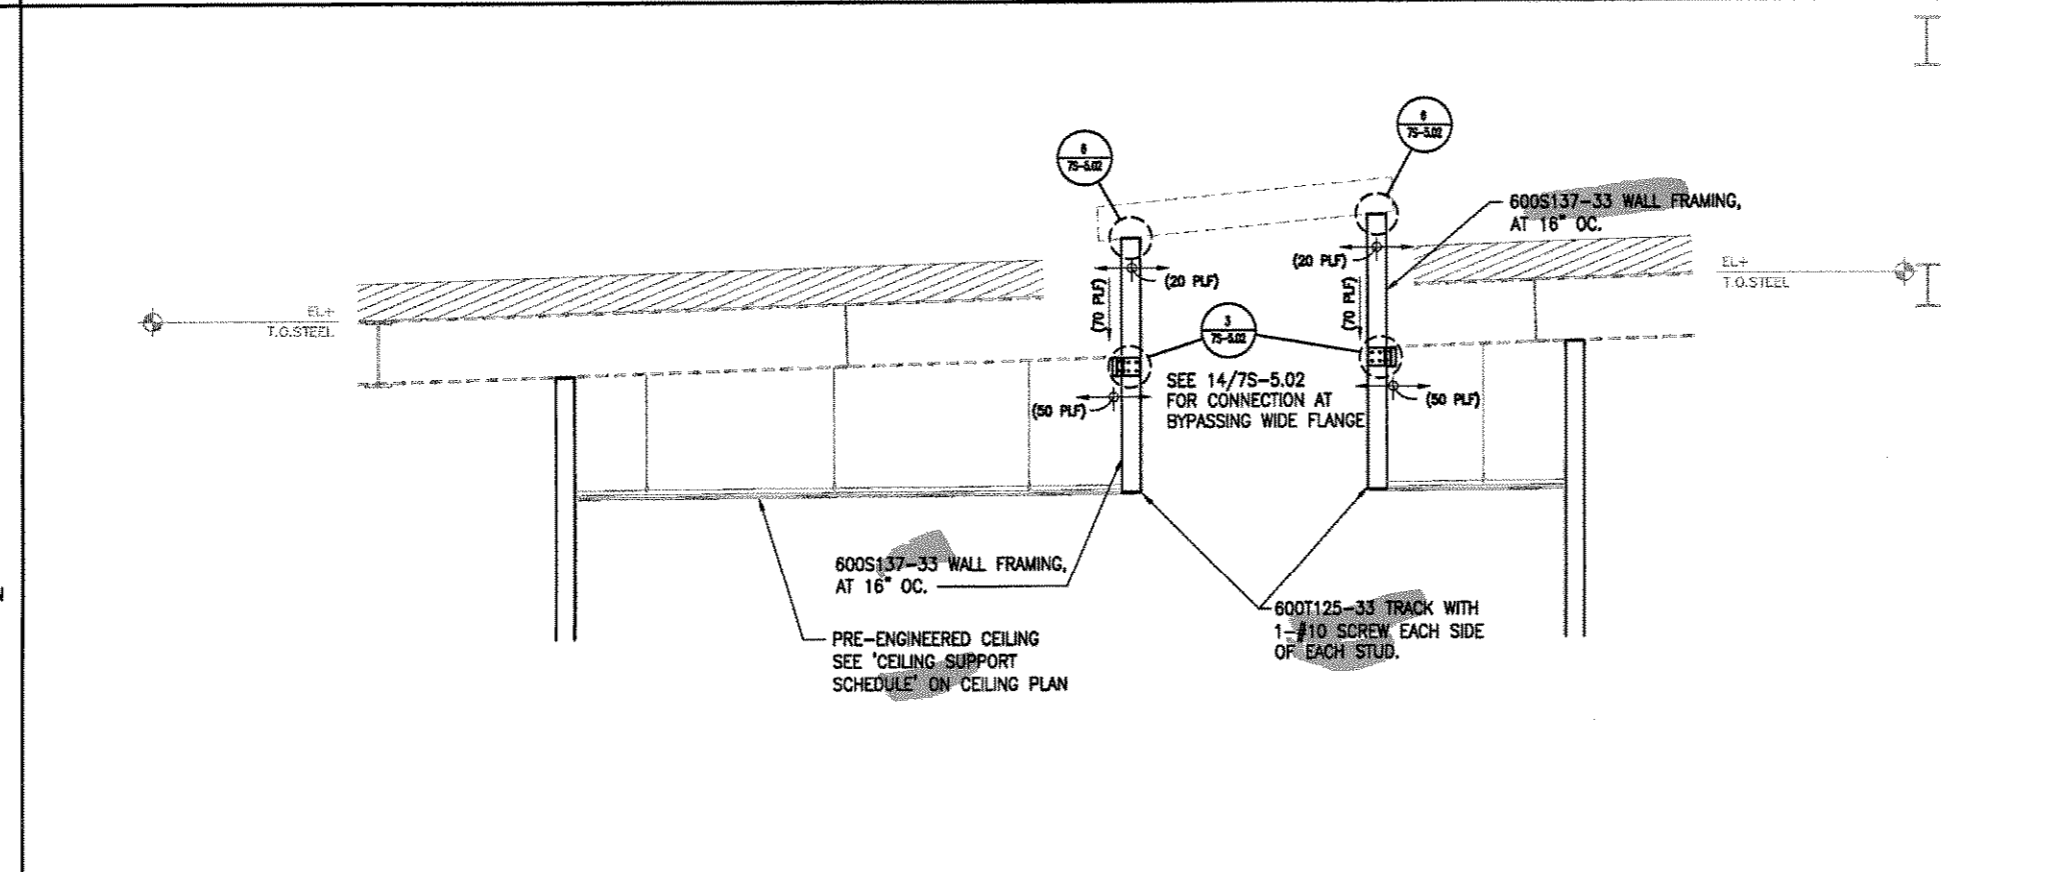 7S-5.02
6
7S-5.02
600S137-33 WALL FRAMING,
AT 16" OC.
(20 PLF)
(20 PLF)
(70 PLF)
(70 PLF)
EL+
T.O.STEEL
EL+
T.O.STEEL
3
7S-5.02
SEE 14/7S-5.02
FOR CONNECTION AT
BYPASSING WIDE FLANGE
(50 PLF)
(50 PLF)
600S137-33 WALL FRAMING,
AT 16" OC.
PRE-ENGINEERED CEILING
SEE 'CEILING SUPPORT
SCHEDULE' ON CEILING PLAN
600T125-33 TRACK WITH
1-#10 SCREW EACH SIDE
OF EACH STUD.